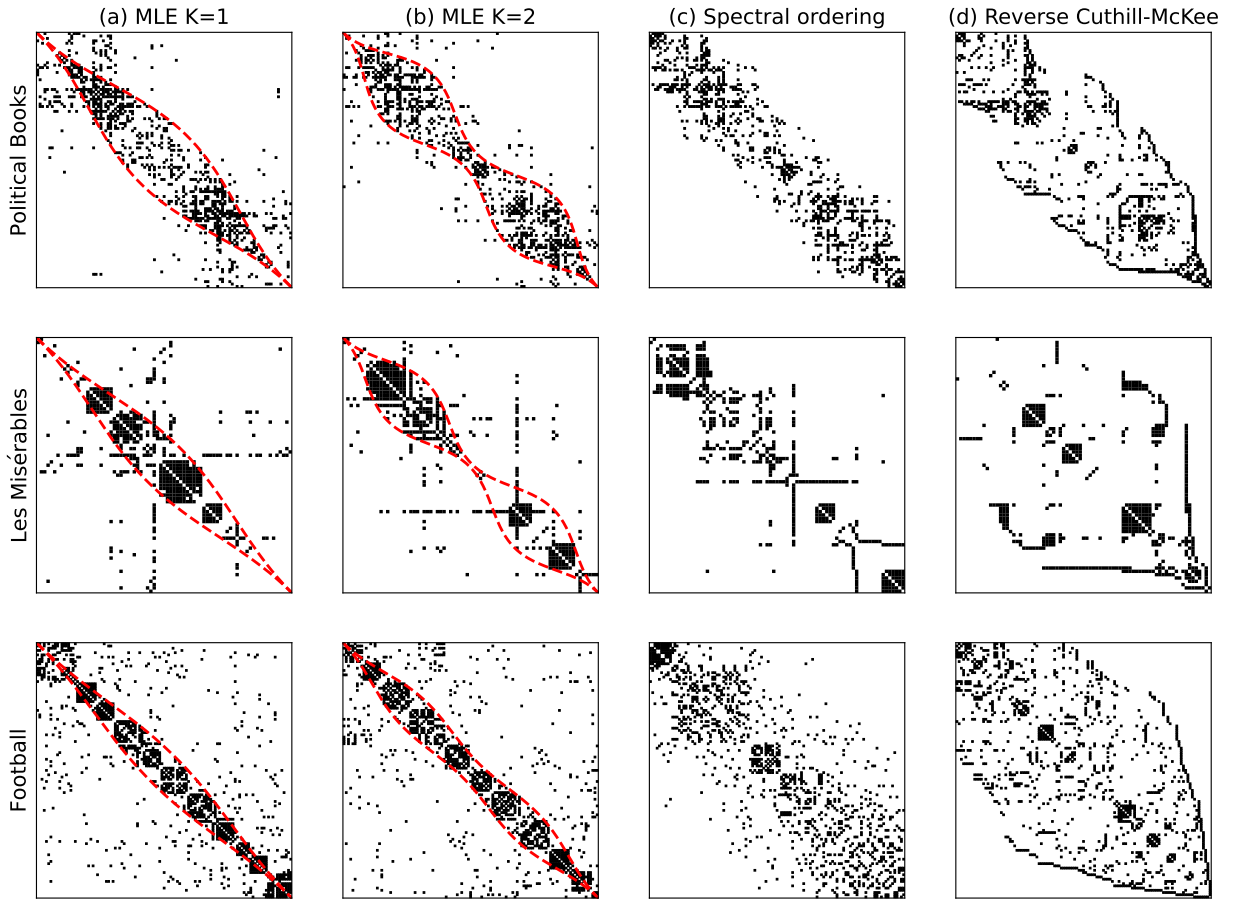 (a) MLE K=1
(b) MLE K=2
(c) Spectral ordering
(d) Reverse Cuthill-McKee
Political Books
Les Misérables
Football